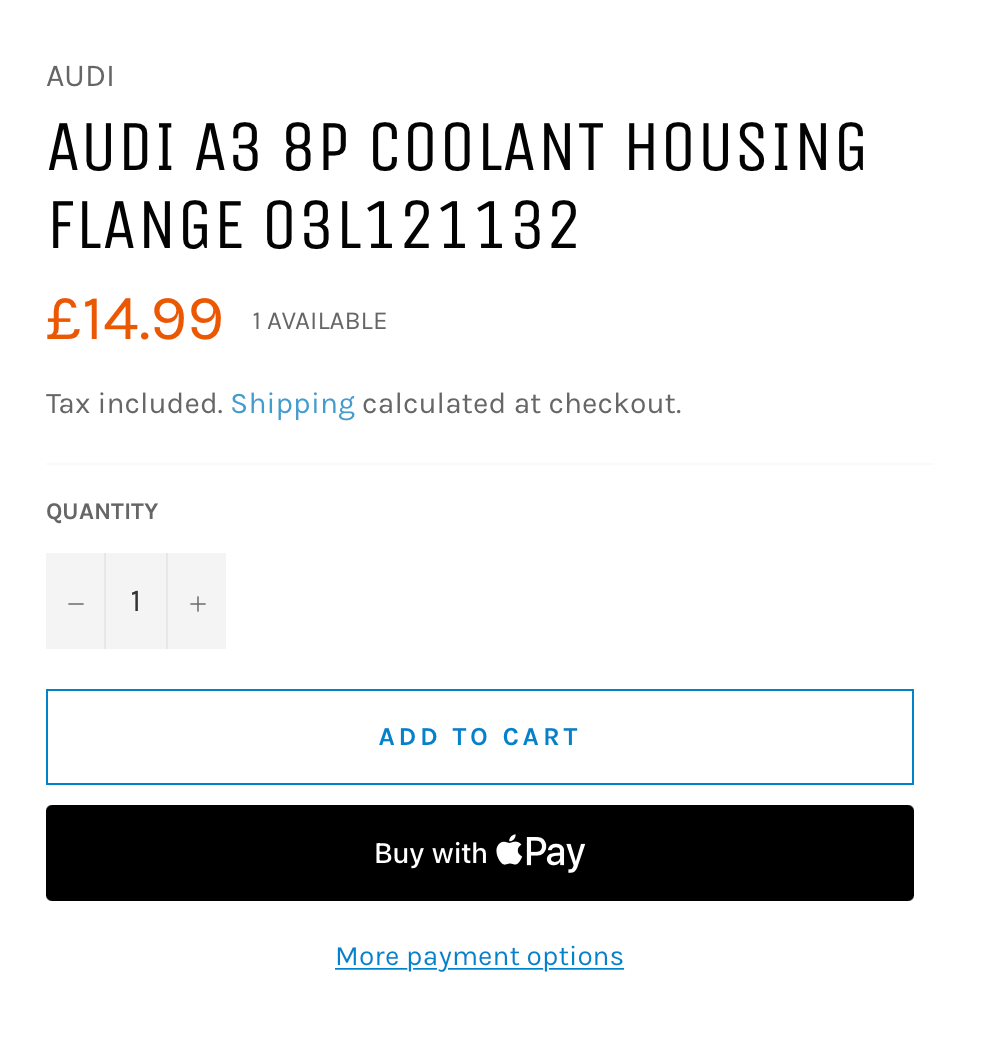 AUDI
AUDI A3 8P COOLANT HOUSING
FLANGE 03L121132
£14.99 1 AVAILABLE
Tax included. Shipping calculated at checkout.
QUANTITY
− 1 +
ADD TO CART
Buy with Pay
More payment options